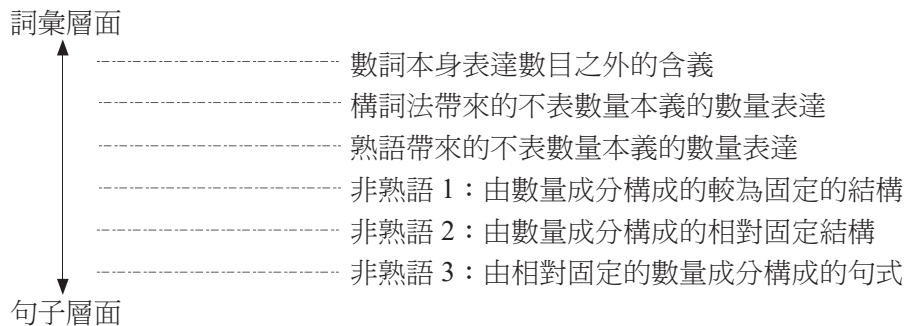 詞彙層面
數詞本身表達數目之外的含義
構詞法帶來的不表數量本義的數量表達
熟語帶來的不表數量本義的數量表達
非熟語 1：由數量成分構成的較為固定的結構
非熟語 2：由數量成分構成的相對固定結構
非熟語 3：由相對固定的數量成分構成的句式
句子層面